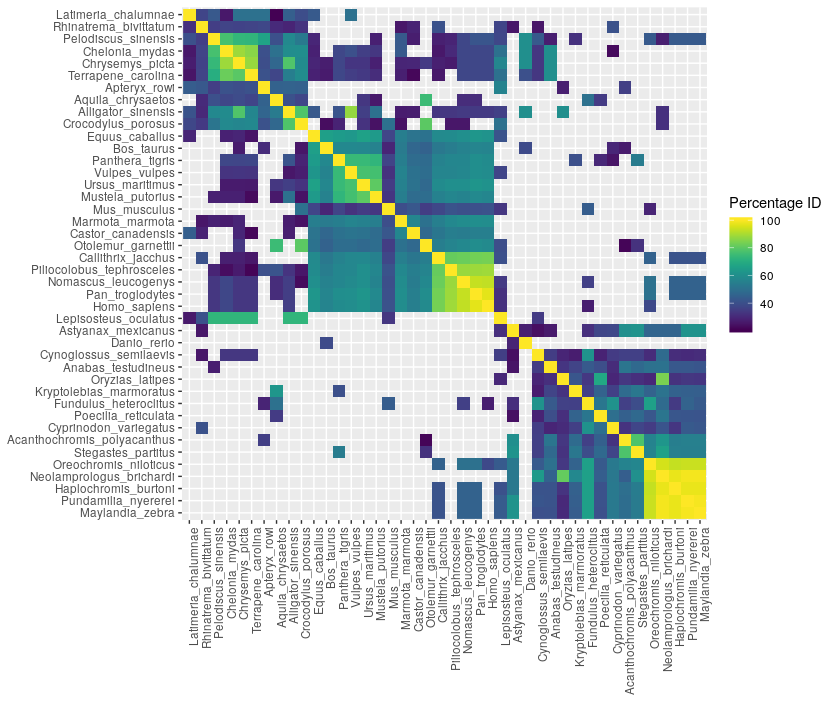 Latimeria_chalumnae
Rhinatrema_bivittatum
Pelodiscus_sinensis
Chelonia_mydas
Chrysemys_picta
Terrapene_carolina
Apteryx_rowi
Aquila_chrysaetos
Alligator_sinensis
Crocodylus_porosus
Equus_caballus
Bos_taurus
Panthera_tigris
Vulpes_vulpes
Ursus_maritimus
Mustela_putorius
Mus_musculus
Marmota_marmota
Castor_canadensis
Otolemur_garnettii
Callithrix_jacchus
Piliocolobus_tephrosceles
Nomascus_leucogenys
Pan_troglodytes
Homo_sapiens
Lepisosteus_oculatus
Astyanax_mexicanus
Danio_rerio
Cynoglossus_semilaevis
Anabas_testudineus
Oryzias_latipes
Kryptolebias_marmoratus
Fundulus_heteroclitus
Poecilia_reticulata
Cyprinodon_variegatus
Acanthochromis_polyacanthus
Stegastes_partitus
Oreochromis_niloticus
Neolamprologus_brichardi
Haplochromis_burtoni
Pundamilia_nyererei
Maylandia_zebra
Percentage ID
100
80
60
40
Latimeria_chalumnae
Rhinatrema_bivittatum
Pelodiscus_sinensis
Chelonia_mydas
Chrysemys_picta
Terrapene_carolina
Apteryx_rowi
Aquila_chrysaetos
Alligator_sinensis
Crocodylus_porosus
Equus_caballus
Bos_taurus
Panthera_tigris
Vulpes_vulpes
Ursus_maritimus
Mustela_putorius
Mus_musculus
Marmota_marmota
Castor_canadensis
Otolemur_garnettii
Callithrix_jacchus
Piliocolobus_tephrosceles
Nomascus_leucogenys
Pan_troglodytes
Homo_sapiens
Lepisosteus_oculatus
Astyanax_mexicanus
Danio_rerio
Cynoglossus_semilaevis
Anabas_testudineus
Oryzias_latipes
Kryptolebias_marmoratus
Fundulus_heteroclitus
Poecilia_reticulata
Cyprinodon_variegatus
Acanthochromis_polyacanthus
Stegastes_partitus
Oreochromis_niloticus
Neolamprologus_brichardi
Haplochromis_burtoni
Pundamilia_nyererei
Maylandia_zebra